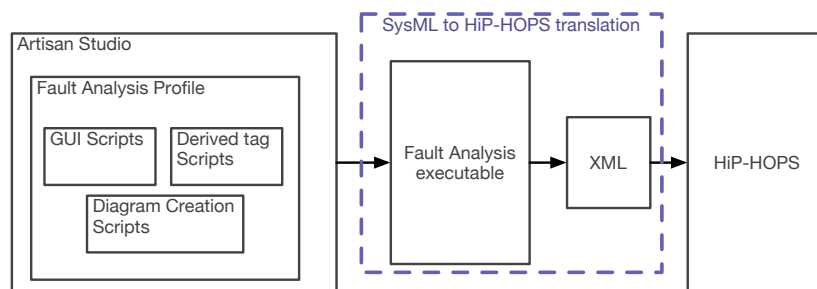 SysML to HiP-HOPS translation
Artisan Studio
Fault Analysis Profile
GUI Scripts
Derived tag
Scripts
Diagram Creation
Scripts
Fault Analysis
executable
XML
HiP-HOPS